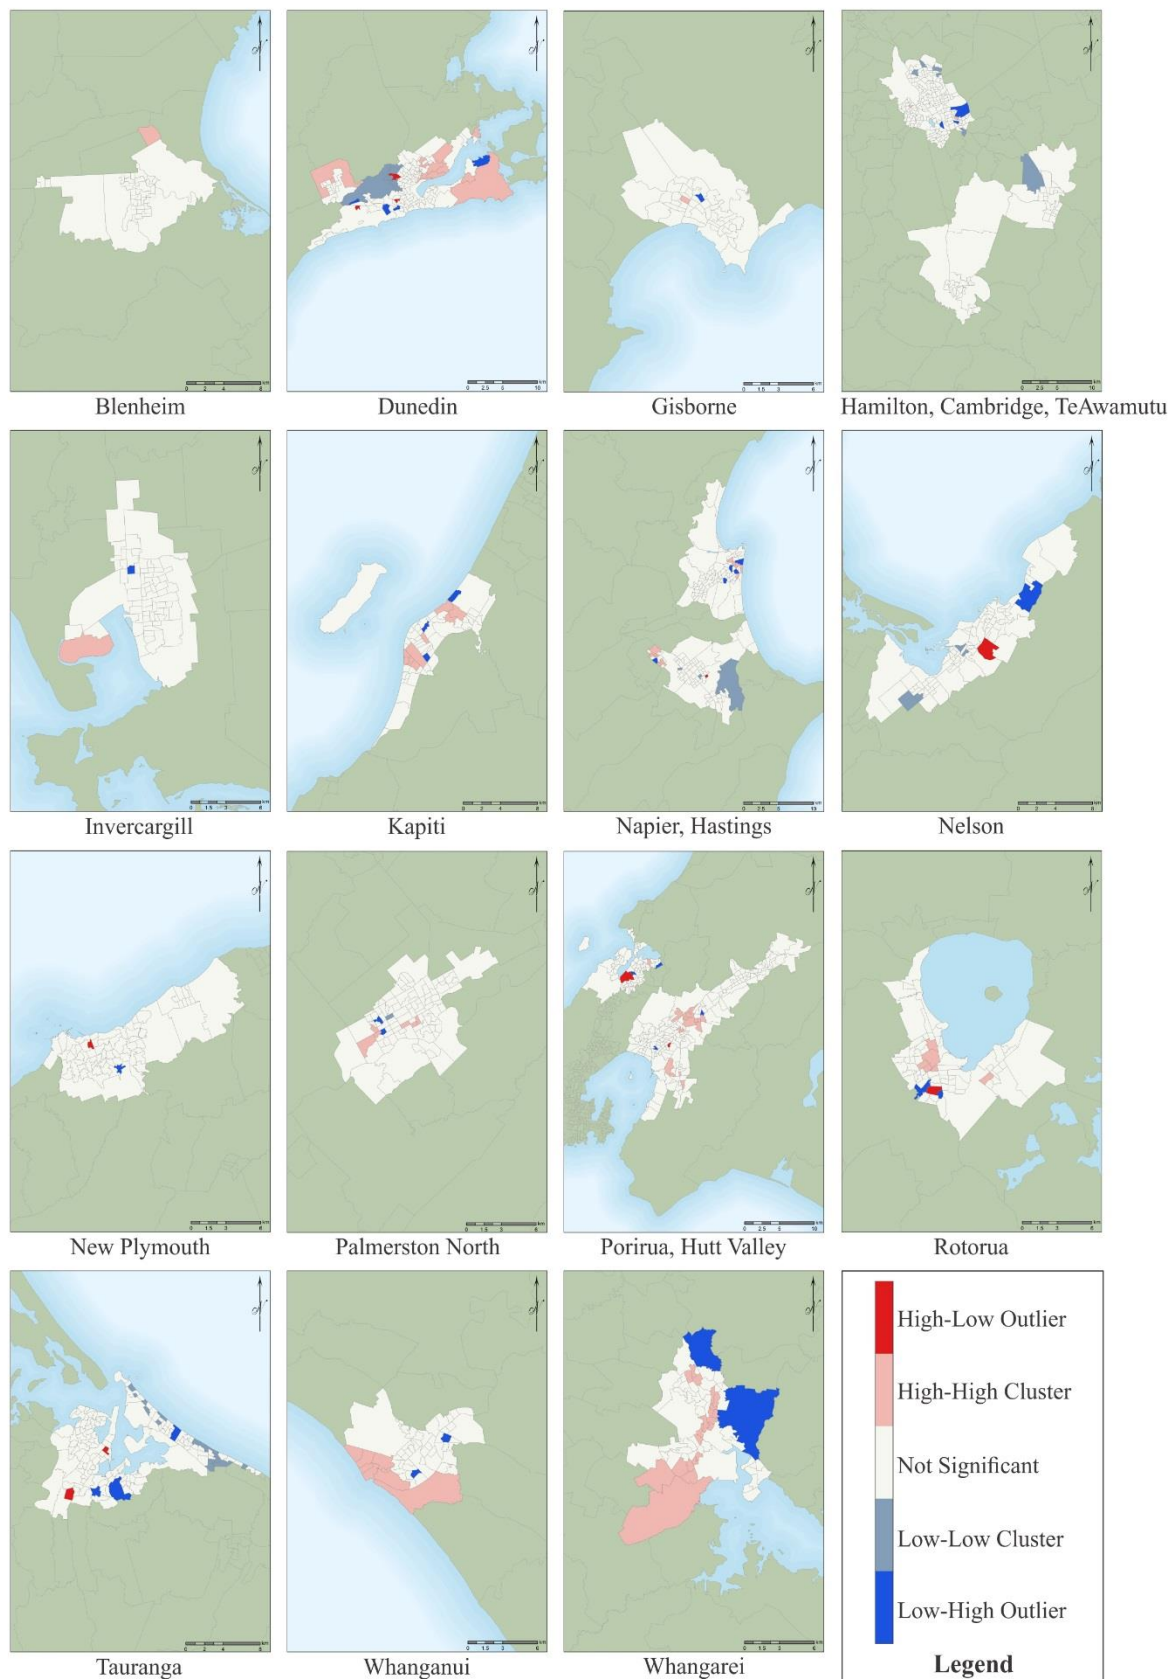 Blenheim
Dunedin
Gisborne
Hamilton, Cambridge, TeAwamutu
Invercargill
Kapiti
Napier, Hastings
Nelson
New Plymouth
Palmerston North
Porirua, Hutt Valley
Rotorua
Tauranga
Whanganui
Whangarei
High-Low Outlier
High-High Cluster
Not Significant
Low-Low Cluster
Low-High Outlier
Legend